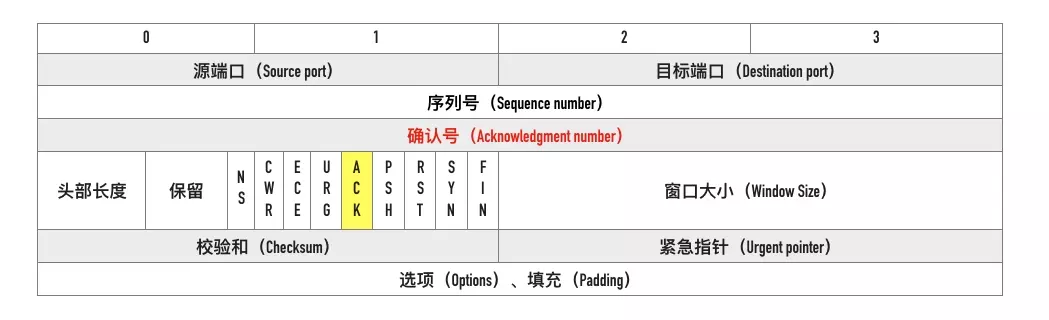 0 1 2 3
源端口（Source port） 目标端口（Destination port）
序列号（Sequence number）
确认号（Acknowledgment number）
头部长度 保留 NS CWR ECE URG ACK PSH RST SYN FIN 窗口大小（Window Size）
校验和（Checksum） 紧急指针（Urgent pointer）
选项（Options）、填充（Padding）